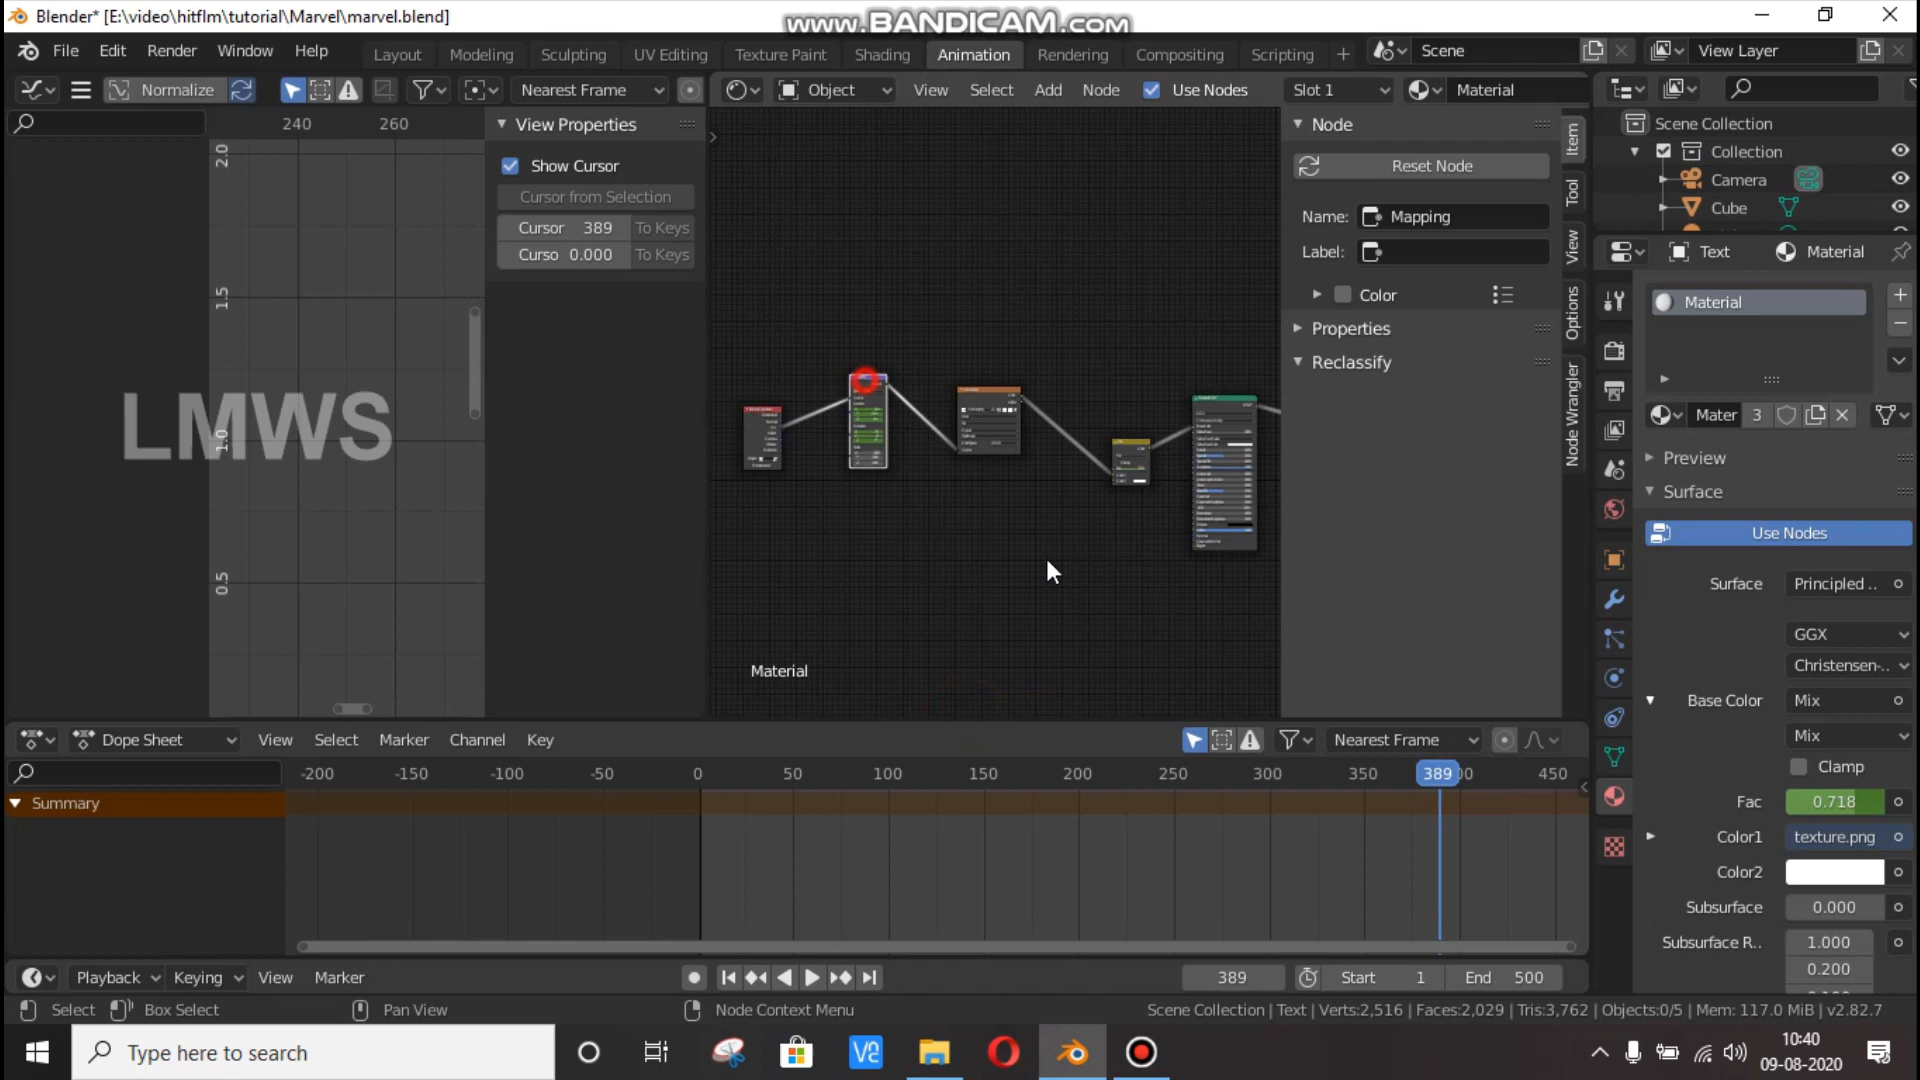 Blender* [E:\video\hitflm\tutorial\Marvel\marvel.blend]
www.BANDICAM.com
File Edit Render Window Help
Layout Modeling Sculpting UV Editing Texture Paint Shading Animation Rendering Compositing Scripting +
Scene
View Layer
Normalize
Nearest Frame
Object View Select Add Node Use Nodes Slot 1 Material
240 260
2.0
1.5
1.0
0.5
LMWS
View Properties
Show Cursor
Cursor from Selection
Cursor 389 To Keys
Curso 0.000 To Keys
Material
Node
Reset Node
Name: Mapping
Label:
Color
Properties
Reclassify
Item
Tool
View
Options
Node Wrangler
Scene Collection
Collection
Camera
Cube
Text Material
Material
Mater 3
Preview
Surface
Use Nodes
Surface Principled ..
GGX
Christensen-..
Base Color Mix
Mix
Clamp
Fac 0.718
Color1 texture.png
Color2
Subsurface 0.000
Subsurface R.. 1.000
0.200
Dope Sheet View Select Marker Channel Key
Nearest Frame
-200 -150 -100 -50 0 50 100 150 200 250 300 350 389 00 450
Summary
Playback Keying View Marker
389 Start 1 End 500
Select Box Select Pan View Node Context Menu
Scene Collection | Text | Verts:2,516 | Faces:2,029 | Tris:3,762 | Objects:0/5 | Mem: 117.0 MiB | v2.82.7
Type here to search
10:40
09-08-2020